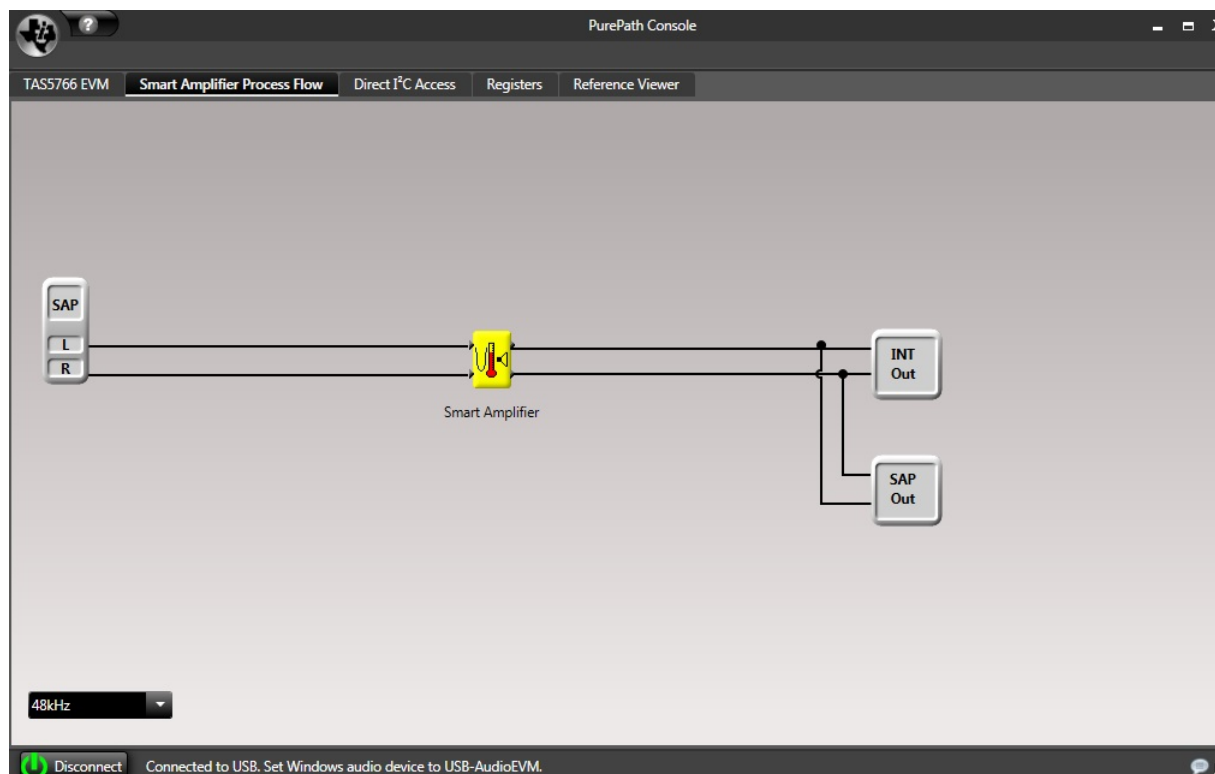 PurePath Console
TAS5766 EVM Smart Amplifier Process Flow Direct I²C Access Registers Reference Viewer
SAP
L
R
Smart Amplifier
INT
Out
SAP
Out
48kHz
Disconnect Connected to USB. Set Windows audio device to USB-AudioEVM.